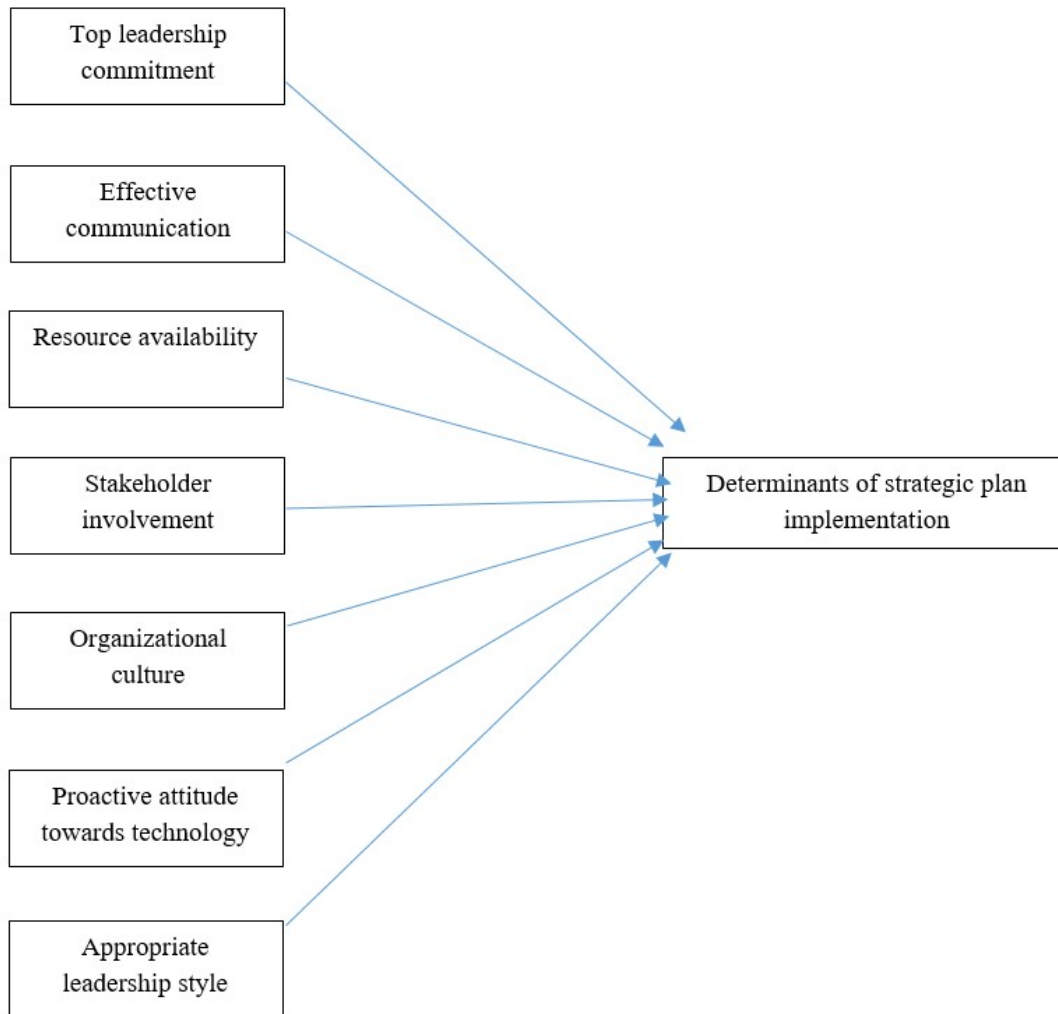 Top leadership
commitment
Effective
communication
Resource availability
Stakeholder
involvement
Determinants of strategic plan
implementation
Organizational
culture
Proactive attitude
towards technology
Appropriate
leadership style